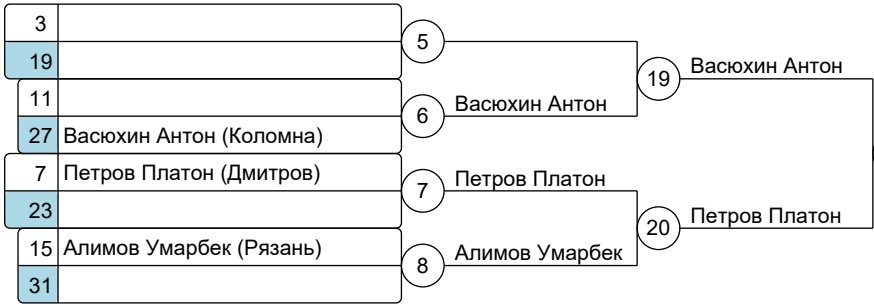 3
5
19
19 Васюхин Антон
11
6 Васюхин Антон
27 Васюхин Антон (Коломна)
7 Петров Платон (Дмитров)
7 Петров Платон
23
20 Петров Платон
15 Алимов Умарбек (Рязань)
8 Алимов Умарбек
31